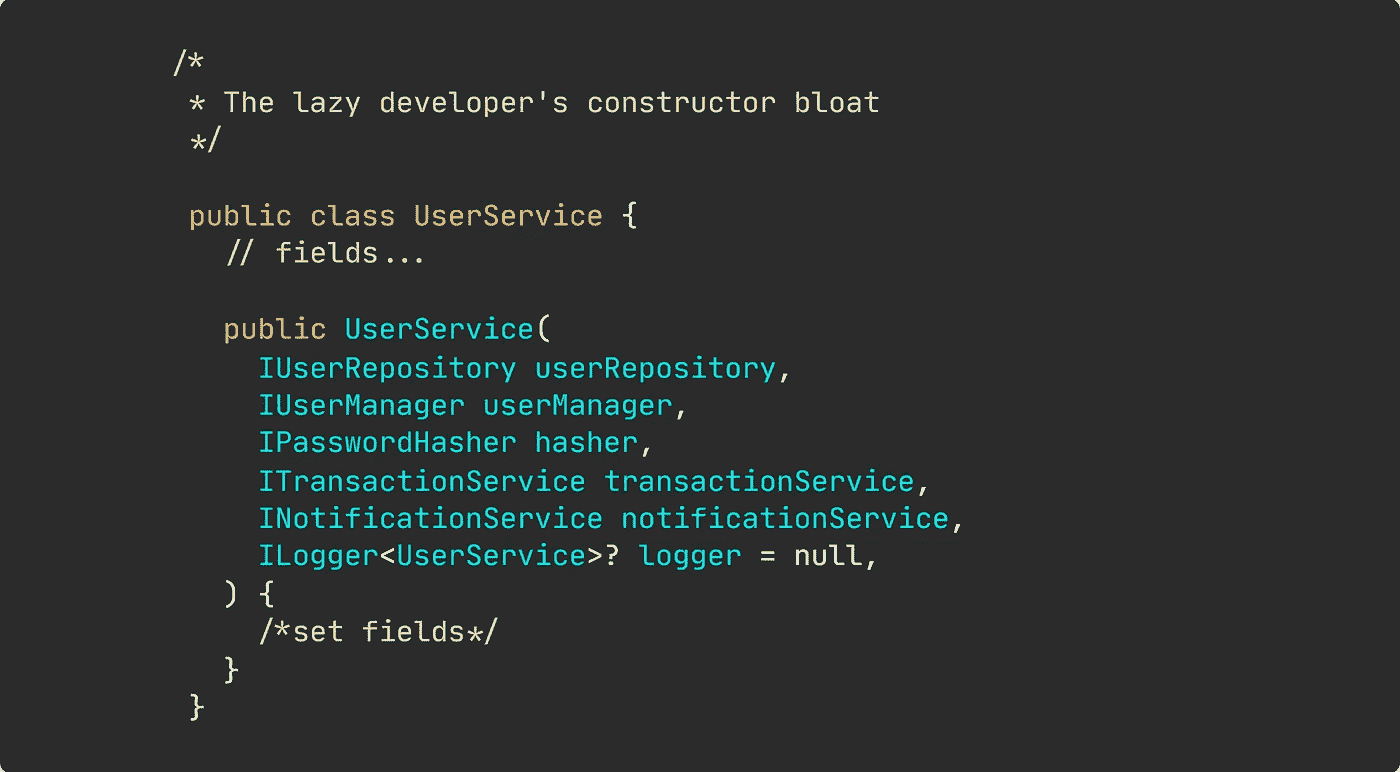 /*
 * The lazy developer's constructor bloat
 */
 public class UserService {
   // fields...
   public UserService(
     IUserRepository userRepository,
     IUserManager userManager,
     IPasswordHasher hasher,
     ITransactionService transactionService,
     INotificationService notificationService,
     ILogger<UserService>? logger = null,
   ) {
     /*set fields*/
   }
 }